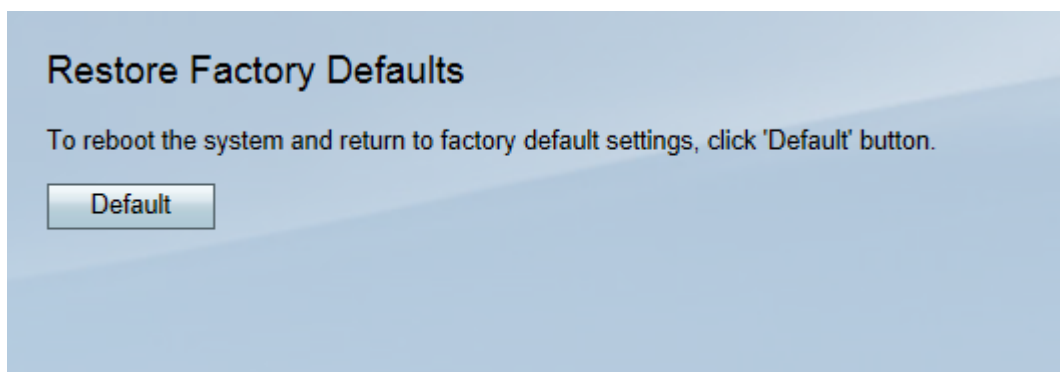 Restore Factory Defaults
To reboot the system and return to factory default settings, click 'Default' button.
Default